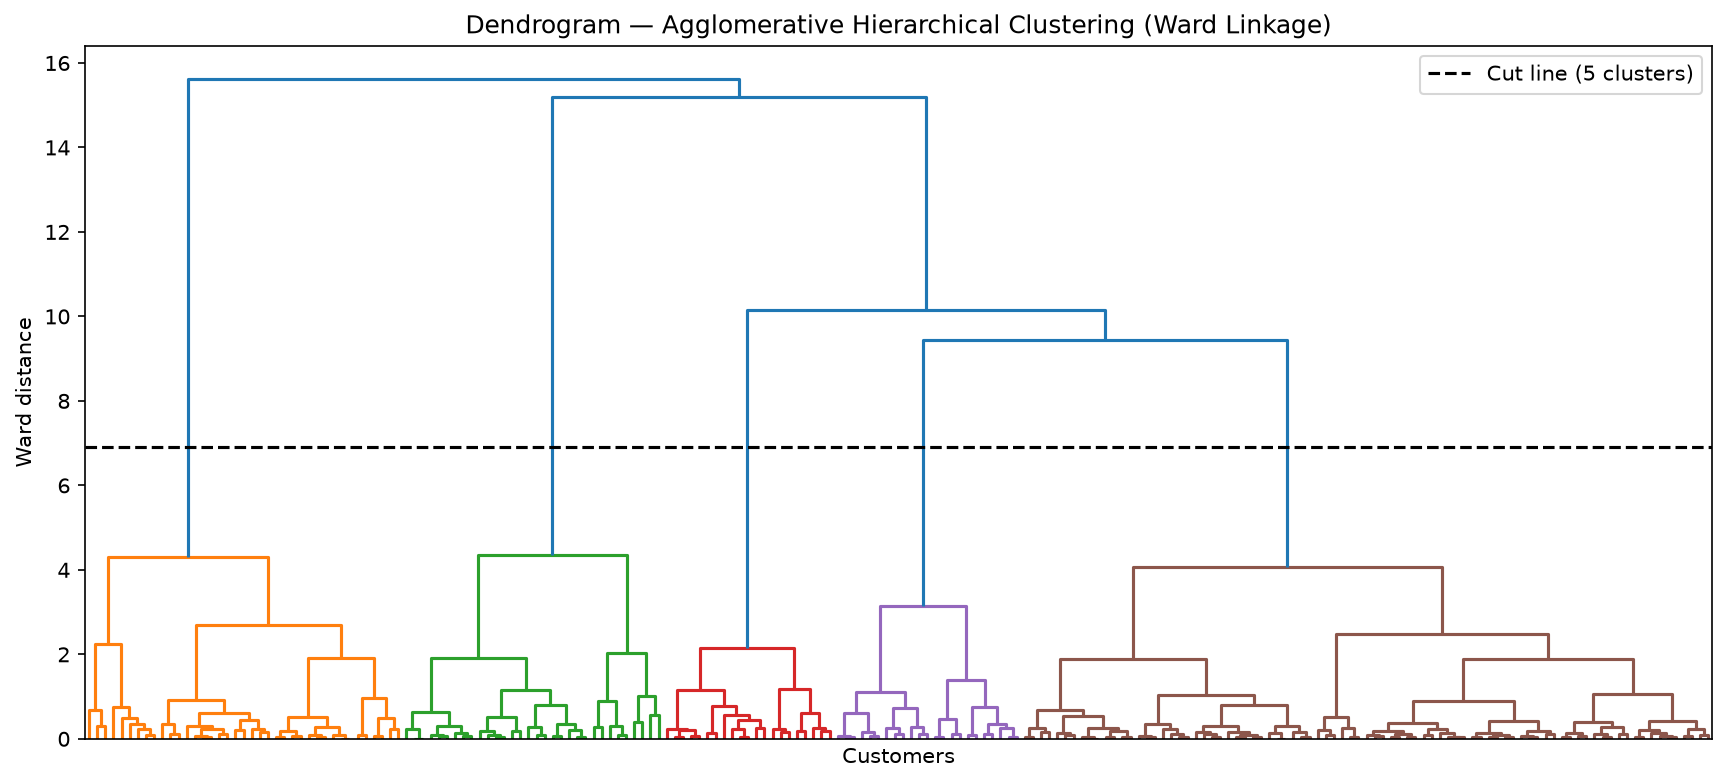 Dendrogram — Agglomerative Hierarchical Clustering (Ward Linkage)
Cut line (5 clusters)
Ward distance
16
14
12
10
8
6
4
2
0
Customers